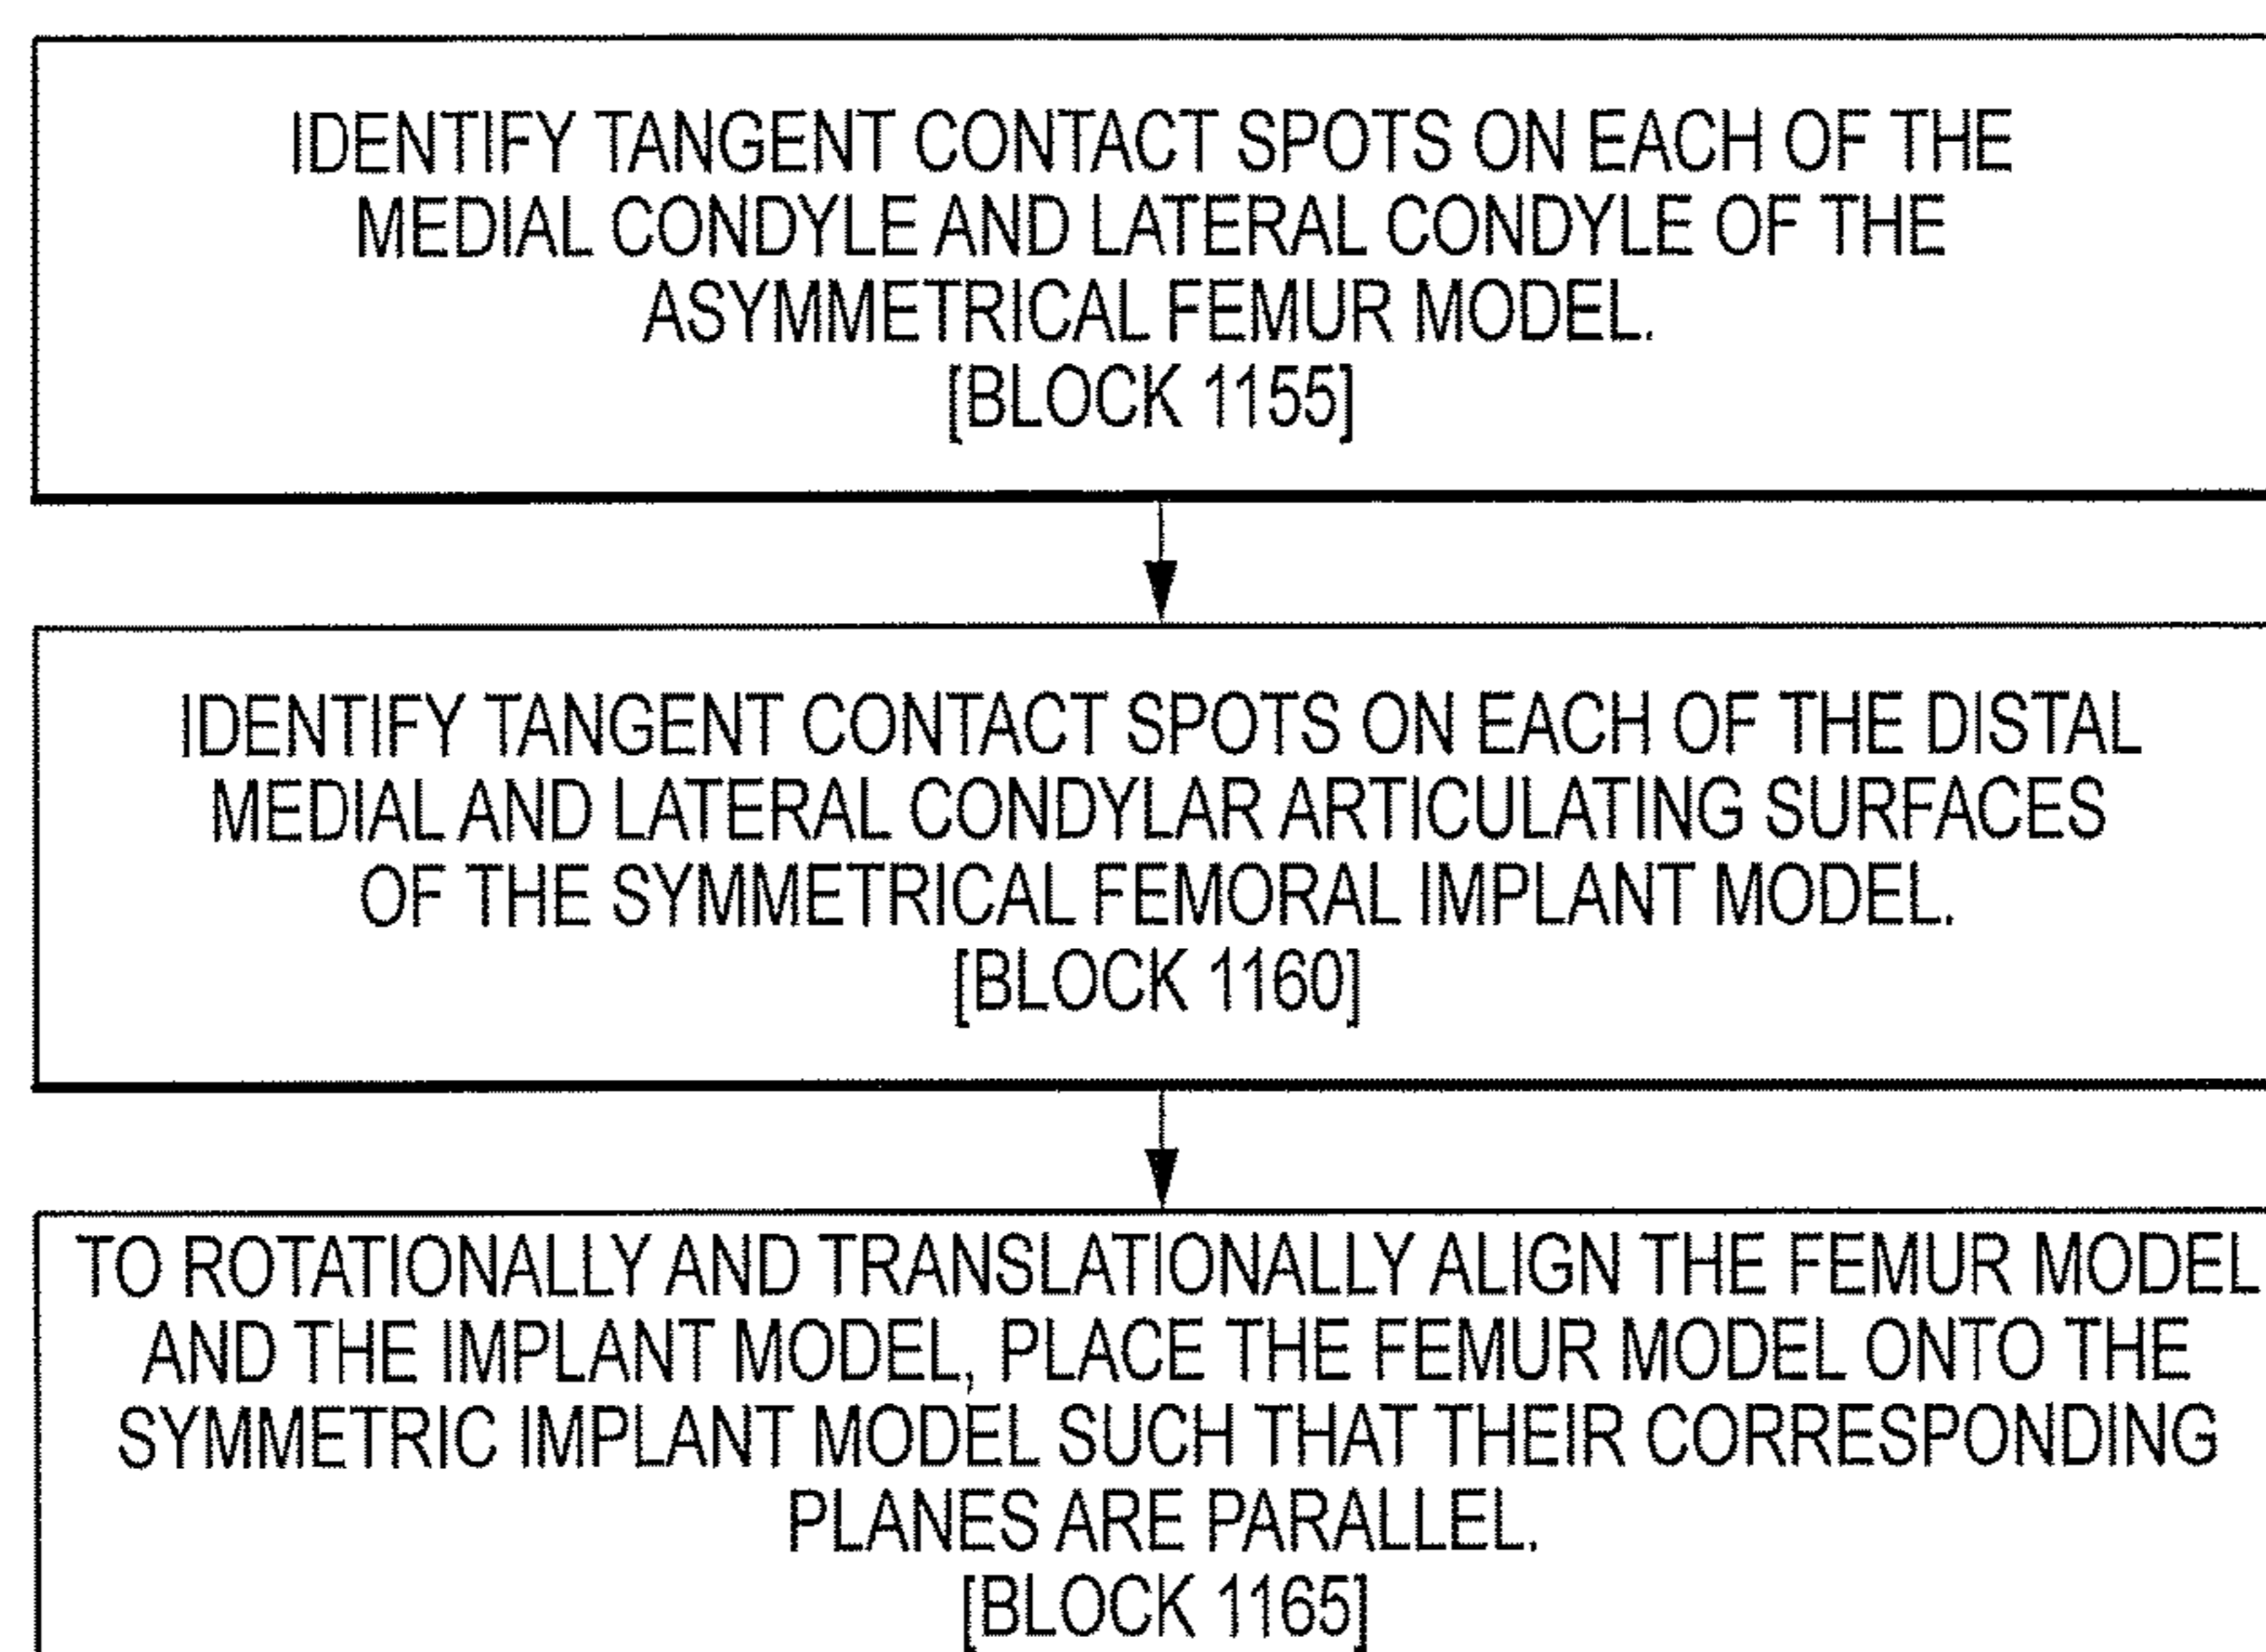 IDENTIFY TANGENT CONTACT SPOTS ON EACH OF THE
MEDIAL CONDYLE AND LATERAL CONDYLE OF THE
ASYMMETRICAL FEMUR MODEL.
[BLOCK 1155]
IDENTIFY TANGENT CONTACT SPOTS ON EACH OF THE DISTAL
MEDIAL AND LATERAL CONDYLAR ARTICULATING SURFACES
OF THE SYMMETRICAL FEMORAL IMPLANT MODEL.
[BLOCK 1160]
TO ROTATIONALLY AND TRANSLATIONALLY ALIGN THE FEMUR MODEL
AND THE IMPLANT MODEL, PLACE THE FEMUR MODEL ONTO THE
SYMMETRIC IMPLANT MODEL SUCH THAT THEIR CORRESPONDING
PLANES ARE PARALLEL.
[BLOCK 1165]